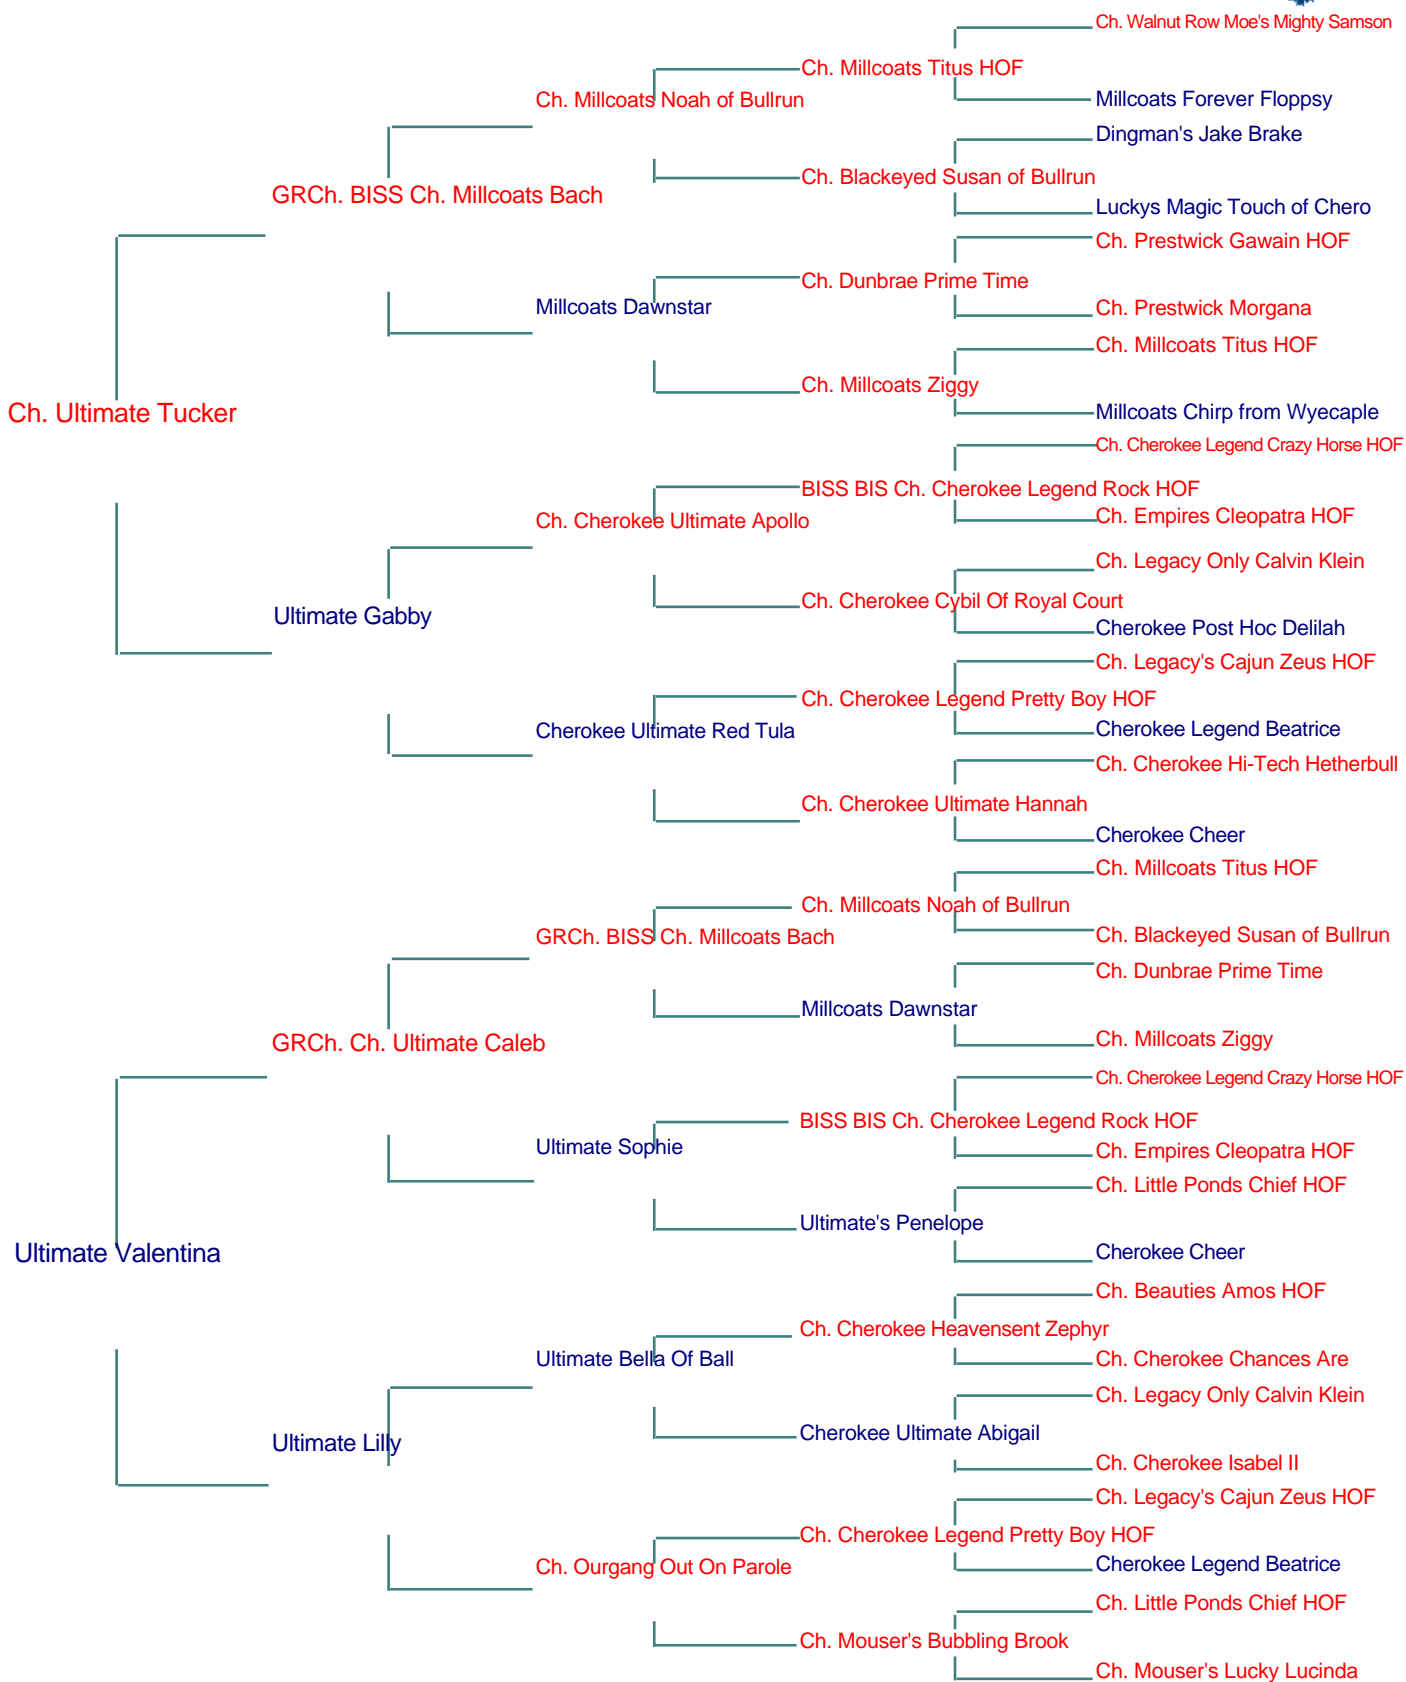 Ch. Walnut Row Moe's Mighty Samson
Ch. Millcoats Titus HOF
Ch. Millcoats Noah of Bullrun
Millcoats Forever Floppsy
Dingman's Jake Brake
Ch. Blackeyed Susan of Bullrun
GRCh. BISS Ch. Millcoats Bach
Luckys Magic Touch of Chero
Ch. Prestwick Gawain HOF
Ch. Dunbrae Prime Time
Millcoats Dawnstar
Ch. Prestwick Morgana
Ch. Millcoats Titus HOF
Ch. Millcoats Ziggy
Ch. Ultimate Tucker
Millcoats Chirp from Wyecaple
Ch. Cherokee Legend Crazy Horse HOF
BISS BIS Ch. Cherokee Legend Rock HOF
Ch. Cherokee Ultimate Apollo
Ch. Empires Cleopatra HOF
Ch. Legacy Only Calvin Klein
Ch. Cherokee Cybil Of Royal Court
Ultimate Gabby
Cherokee Post Hoc Delilah
Ch. Legacy's Cajun Zeus HOF
Ch. Cherokee Legend Pretty Boy HOF
Cherokee Ultimate Red Tula
Cherokee Legend Beatrice
Ch. Cherokee Hi-Tech Hetherbull
Ch. Cherokee Ultimate Hannah
Cherokee Cheer
Ch. Millcoats Titus HOF
Ch. Millcoats Noah of Bullrun
GRCh. BISS Ch. Millcoats Bach
Ch. Blackeyed Susan of Bullrun
Ch. Dunbrae Prime Time
Millcoats Dawnstar
GRCh. Ch. Ultimate Caleb
Ch. Millcoats Ziggy
Ch. Cherokee Legend Crazy Horse HOF
BISS BIS Ch. Cherokee Legend Rock HOF
Ultimate Sophie
Ch. Empires Cleopatra HOF
Ch. Little Ponds Chief HOF
Ultimate's Penelope
Ultimate Valentina
Cherokee Cheer
Ch. Beauties Amos HOF
Ch. Cherokee Heavensent Zephyr
Ultimate Bella Of Ball
Ch. Cherokee Chances Are
Ch. Legacy Only Calvin Klein
Cherokee Ultimate Abigail
Ultimate Lilly
Ch. Cherokee Isabel II
Ch. Legacy's Cajun Zeus HOF
Ch. Cherokee Legend Pretty Boy HOF
Ch. Ourgang Out On Parole
Cherokee Legend Beatrice
Ch. Little Ponds Chief HOF
Ch. Mouser's Bubbling Brook
Ch. Mouser's Lucky Lucinda